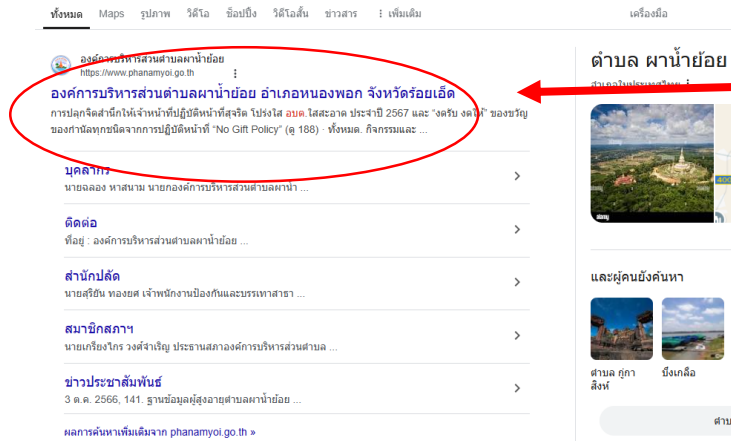 ทั้งหมด Maps รูปภาพ วิดีโอ ช็อปปิ้ง วิดีโอสั้น ข่าวสาร เพิ่มเติม เครื่องมือ
องค์การบริหารส่วนตำบลผาน้ำย้อย
https://www.phanamyoi.go.th
องค์การบริหารส่วนตำบลผาน้ำย้อย อำเภอหนองพอก จังหวัดร้อยเอ็ด
การปลุกจิตสำนึกให้เจ้าหน้าที่ปฏิบัติหน้าที่สุจริต โปร่งใส อบต.ใสสะอาด ประจำปี 2567 และ "งดรับ งดให้" ของขวัญ
ของกำนัลทุกชนิดจากการปฏิบัติหน้าที่ "No Gift Policy" (ดู 188) · ทั้งหมด. กิจกรรมและ ...
บุคลากร
นายฉลอง หาสนาม นายกองค์การบริหารส่วนตำบลผาน้ำ ...
ติดต่อ
ที่อยู่ : องค์การบริหารส่วนตำบลผาน้ำย้อย ...
สำนักปลัด
นายสุริยัน ทองยศ เจ้าพนักงานป้องกันและบรรเทาสาธา ...
สมาชิกสภาฯ
นายเกรียงไกร วงศ์จำเริญ ประธานสภาองค์การบริหารส่วนตำบล ...
ข่าวประชาสัมพันธ์
3 ต.ค. 2566, 141. ฐานข้อมูลผู้สูงอายุตำบลผาน้ำย้อย ...
ผลการค้นหาเพิ่มเติมจาก phanamyoi.go.th »
ตำบล ผาน้ำย้อย
ตำบลในประเทศไทย
alamy
และผู้คนยังค้นหา
ตำบล กู่กา
สิงห์
บึงเกลือ